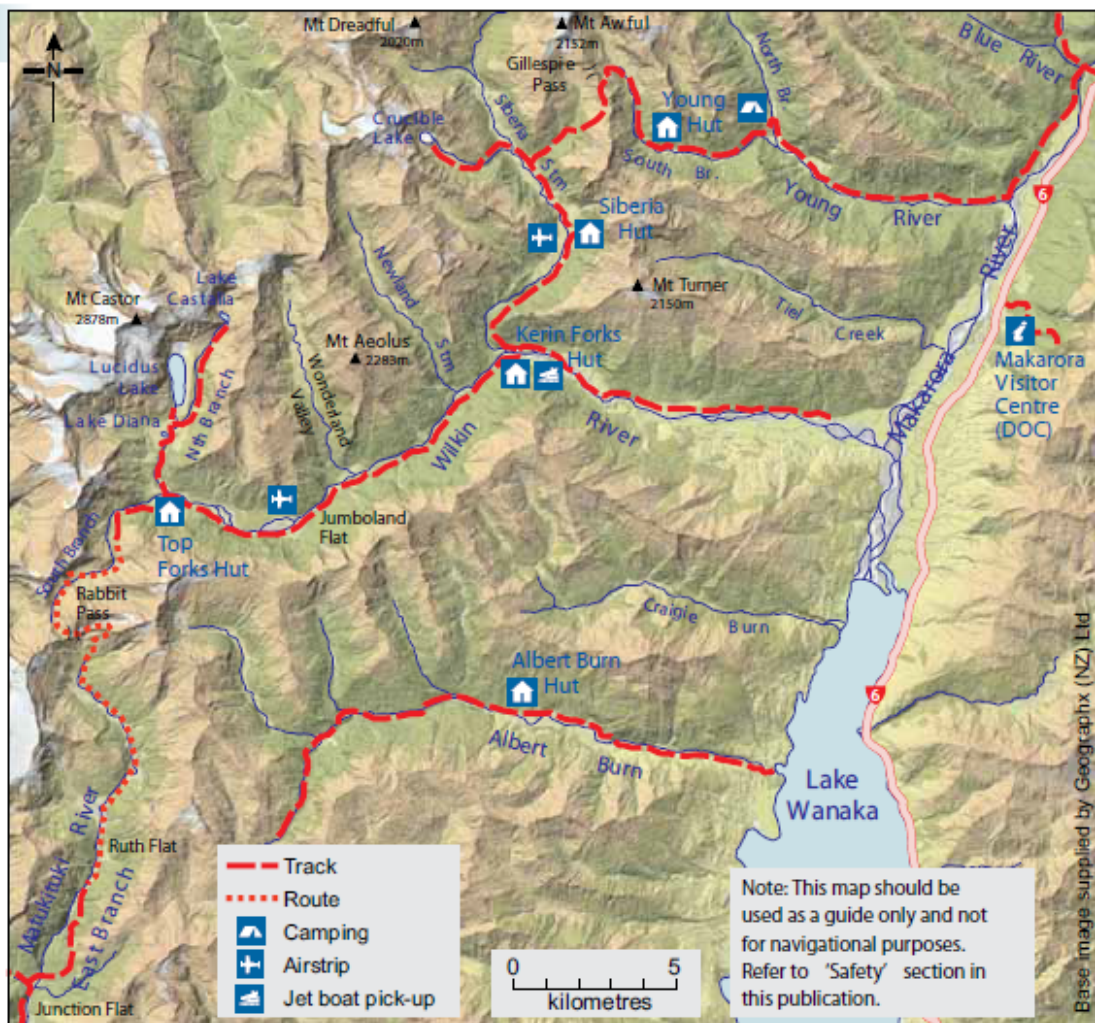 Mt Dreadful
2020m
Mt Awful
2152m
Gillespie
Pass
North Br.
Blue River
N
Crucible
Lake
Siberia Stm.
Young
Hut
South Br.
Young River
6
Siberia
Hut
Mt Turner
2150m
Tiel Creek
Makarora River
Makarora
Visitor
Centre
(DOC)
Newland Stm.
Lake
Castalia
Mt Castor
2878m
Mt Aeolus
2283m
Kerin Forks
Hut
Lucidus
Lake
Lake Diana
Nth Branch
Wonderland
Valley
Wilkin River
Jumboland
Flat
Top
Forks Hut
South Branch
Rabbit
Pass
Craigie Burn
Albert Burn
Hut
Albert Burn
6
Lake
Wanaka
Ruth Flat
Matukituki River
East Branch
Junction Flat
Track
Route
Camping
Airstrip
Jet boat pick-up
0 5
kilometres
Note: This map should be
used as a guide only and not
for navigational purposes.
Refer to 'Safety' section in
this publication.
Base image supplied by Geographx (NZ) Ltd